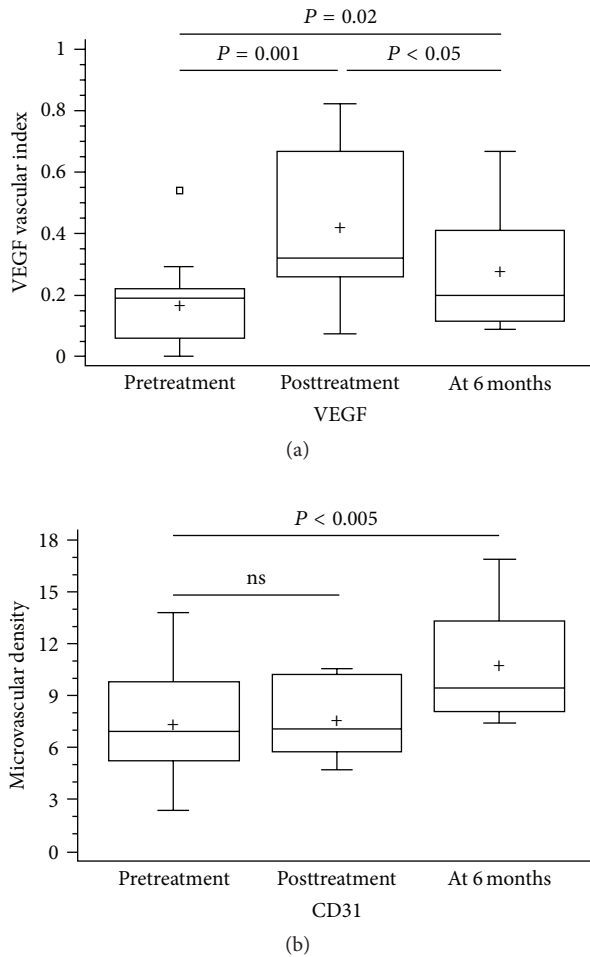 P = 0.02
P = 0.001
P < 0.05
1
0.8
0.6
0.4
0.2
0
VEGF vascular index
Pretreatment
Posttreatment
At 6 months
VEGF
(a)
P < 0.005
ns
18
15
12
9
6
3
0
Microvascular density
Pretreatment
Posttreatment
At 6 months
CD31
(b)